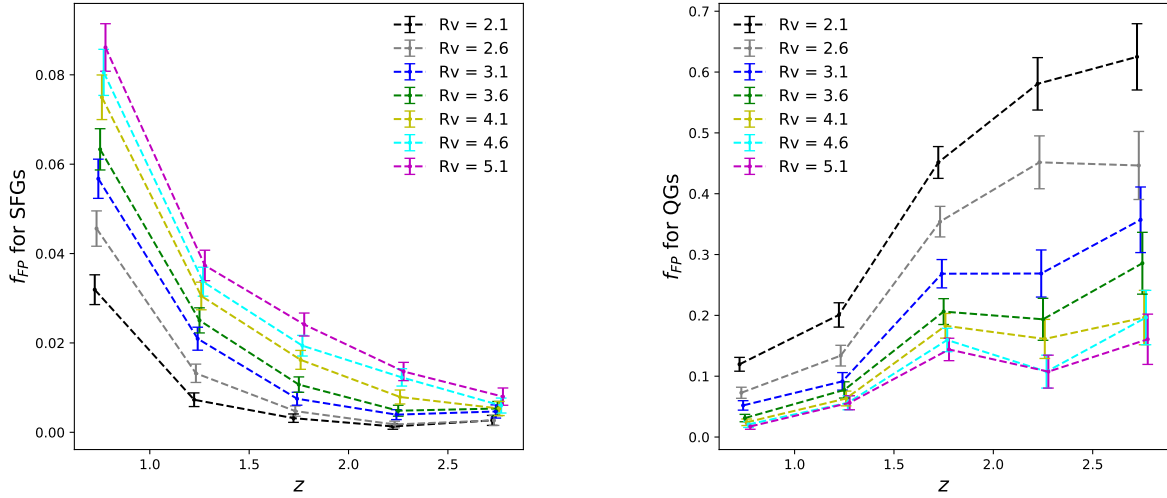 f_FP for SFGs
0.08
0.06
0.04
0.02
0.00
1.0 1.5 2.0 2.5
z
Rv = 2.1
Rv = 2.6
Rv = 3.1
Rv = 3.6
Rv = 4.1
Rv = 4.6
Rv = 5.1
f_FP for QGs
0.7
0.6
0.5
0.4
0.3
0.2
0.1
0.0
1.0 1.5 2.0 2.5
z
Rv = 2.1
Rv = 2.6
Rv = 3.1
Rv = 3.6
Rv = 4.1
Rv = 4.6
Rv = 5.1